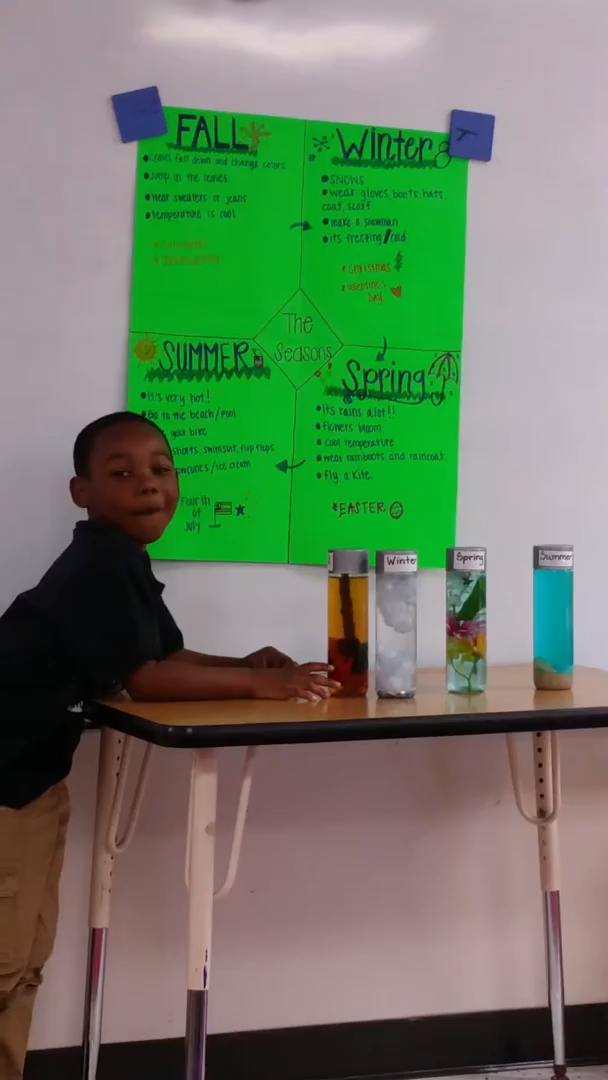 FALL
Leaves fall down and change colors
Jump in the leaves.
Wear sweaters or jeans
temperature is cool
Winter
SNOWS
wear gloves, boots, hats,
coat, scarf
make a snowman
its freezing/cold
Christmas
Valentine's
Day
The
Seasons
SUMMER
It's very hot!
Go to the beach/pool
your bike
shorts, swimsuit, flip flops
owcones/ice cream
Fourth
of
July
Spring
Its rains alot!!
flowers bloom
cool temperature
wear rainboots and raincoat
fly a kite.
EASTER
Winter
Spring
Summer